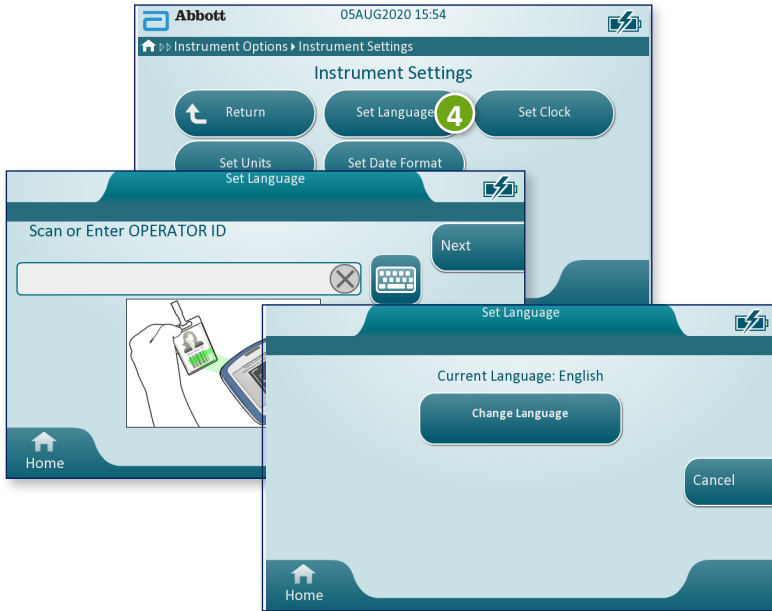 Abbott
05AUG2020 15:54
Instrument Options Instrument Settings
Instrument Settings
Return
Set Language
4
Set Clock
Set Units
Set Date Format
Set Language
Scan or Enter OPERATOR ID
Next
Home
Set Language
Current Language: English
Change Language
Cancel
Home